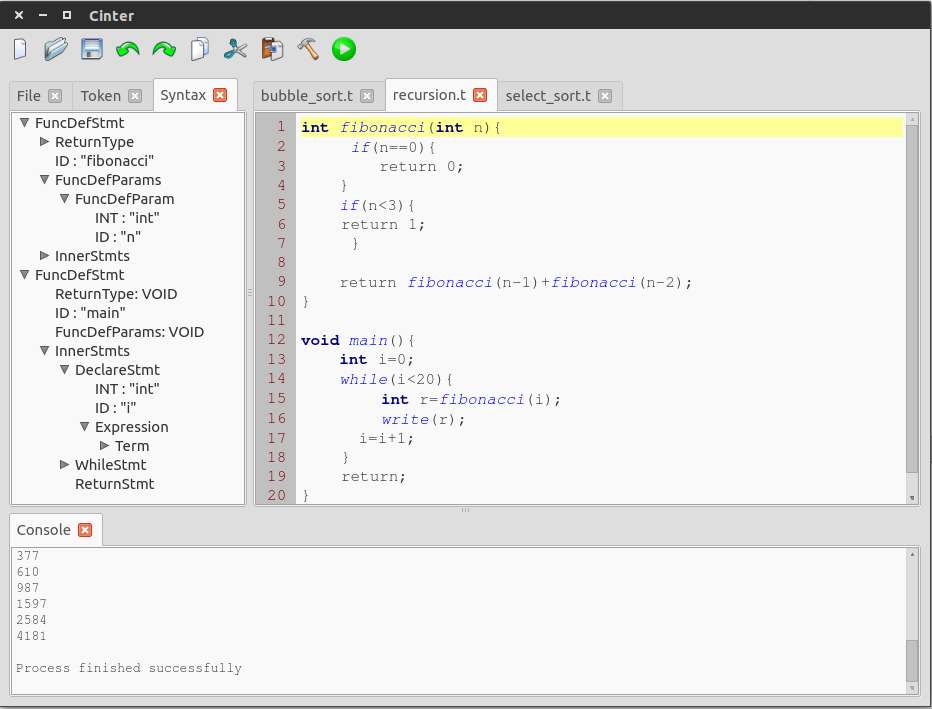 Cinter
File
Token
Syntax
FuncDefStmt
ReturnType
ID : "fibonacci"
FuncDefParams
FuncDefParam
INT : "int"
ID : "n"
InnerStmts
FuncDefStmt
ReturnType: VOID
ID : "main"
FuncDefParams: VOID
InnerStmts
DeclareStmt
INT : "int"
ID : "i"
Expression
Term
WhileStmt
ReturnStmt
bubble_sort.t
recursion.t
select_sort.t
1 int fibonacci(int n){
2 if(n==0){
3 return 0;
4 }
5 if(n<3){
6 return 1;
7 }
8
9 return fibonacci(n-1)+fibonacci(n-2);
10 }
11
12 void main(){
13 int i=0;
14 while(i<20){
15 int r=fibonacci(i);
16 write(r);
17 i=i+1;
18 }
19 return;
20 }
Console
377
610
987
1597
2584
4181
Process finished successfully